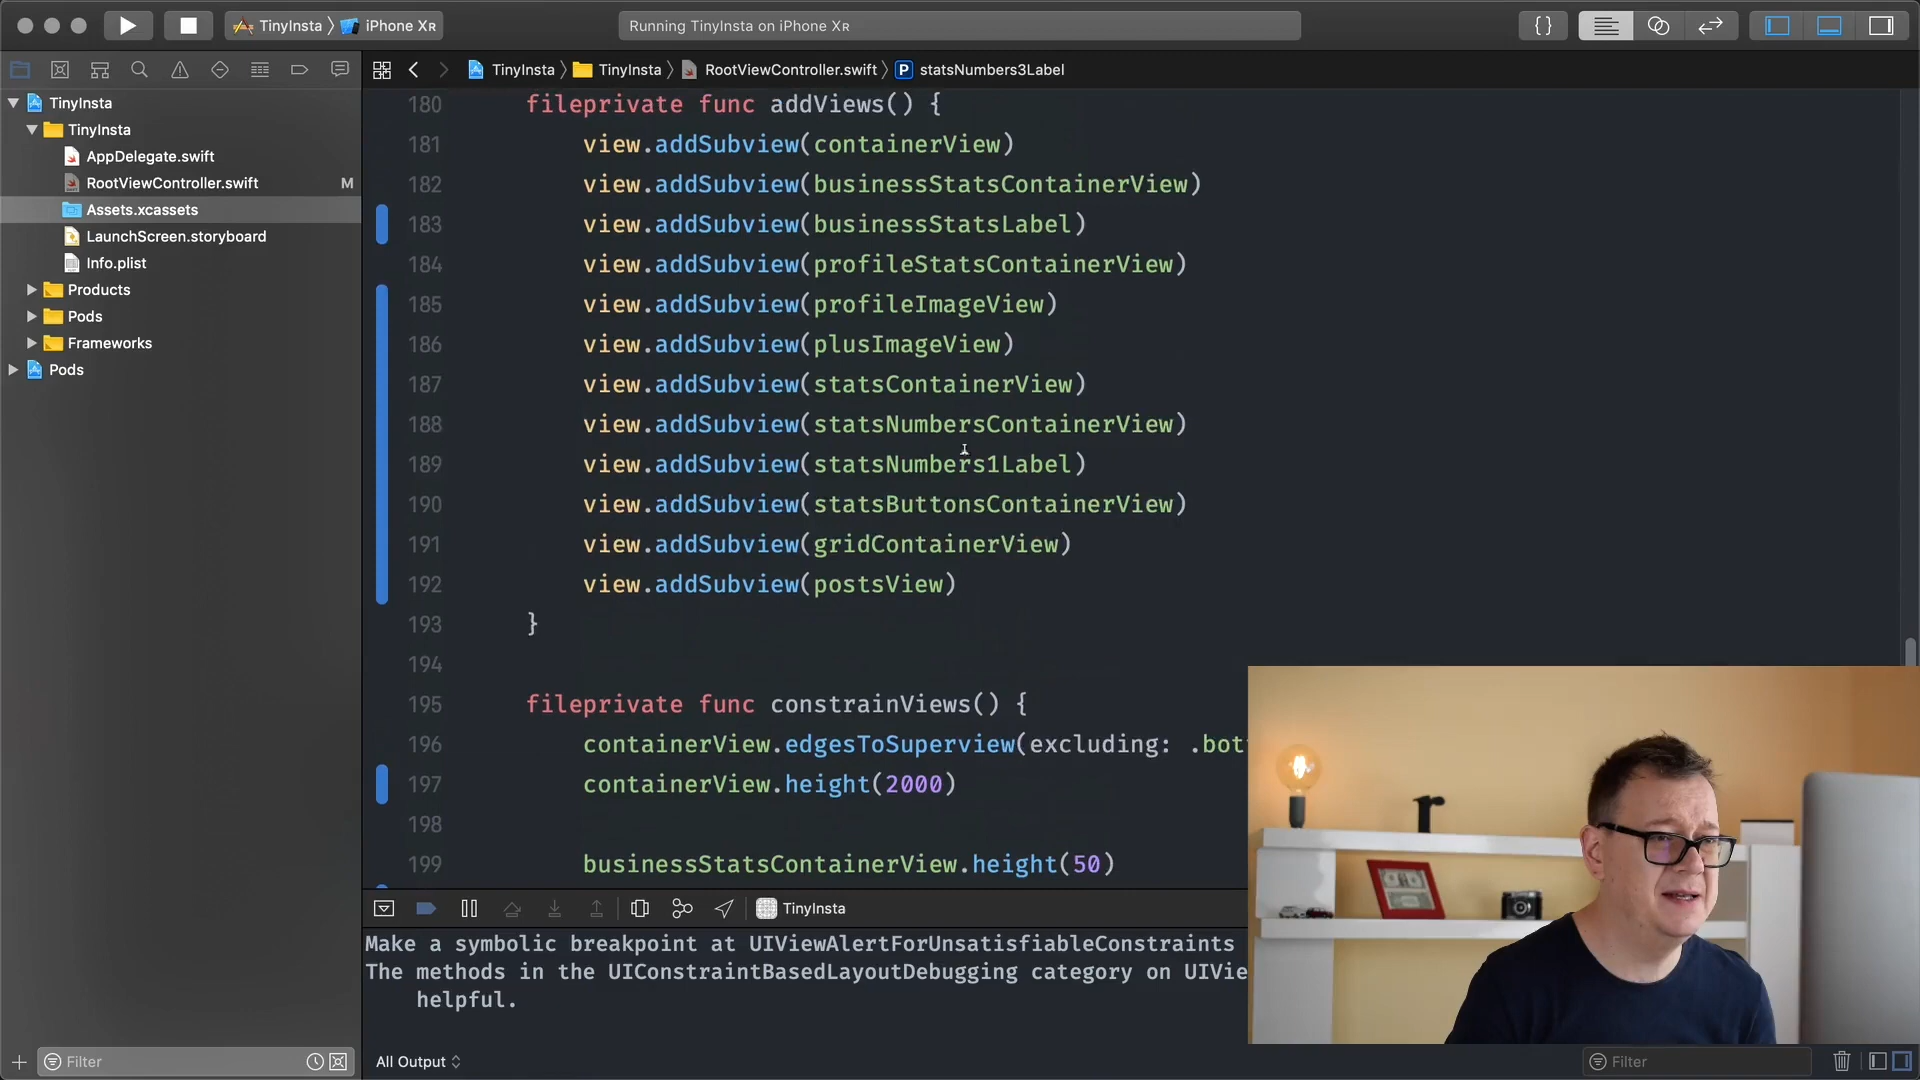 TinyInsta
iPhone XR
Running TinyInsta on iPhone XR
{ }
TinyInsta
TinyInsta
RootViewController.swift
P
statsNumbers3Label
TinyInsta
TinyInsta
AppDelegate.swift
RootViewController.swift
M
Assets.xcassets
LaunchScreen.storyboard
Info.plist
Products
Pods
Frameworks
Pods
180 fileprivate func addViews() {
181 view.addSubview(containerView)
182 view.addSubview(businessStatsContainerView)
183 view.addSubview(businessStatsLabel)
184 view.addSubview(profileStatsContainerView)
185 view.addSubview(profileImageView)
186 view.addSubview(plusImageView)
187 view.addSubview(statsContainerView)
188 view.addSubview(statsNumbersContainerView)
189 view.addSubview(statsNumbers1Label)
190 view.addSubview(statsButtonsContainerView)
191 view.addSubview(gridContainerView)
192 view.addSubview(postsView)
193 }
194
195 fileprivate func constrainViews() {
196 containerView.edgesToSuperview(excluding: .bot
197 containerView.height(2000)
198
199 businessStatsContainerView.height(50)
TinyInsta
Make a symbolic breakpoint at UIViewAlertForUnsatisfiableConstraints
The methods in the UIConstraintBasedLayoutDebugging category on UIVie
helpful.
Filter
All Output
Filter